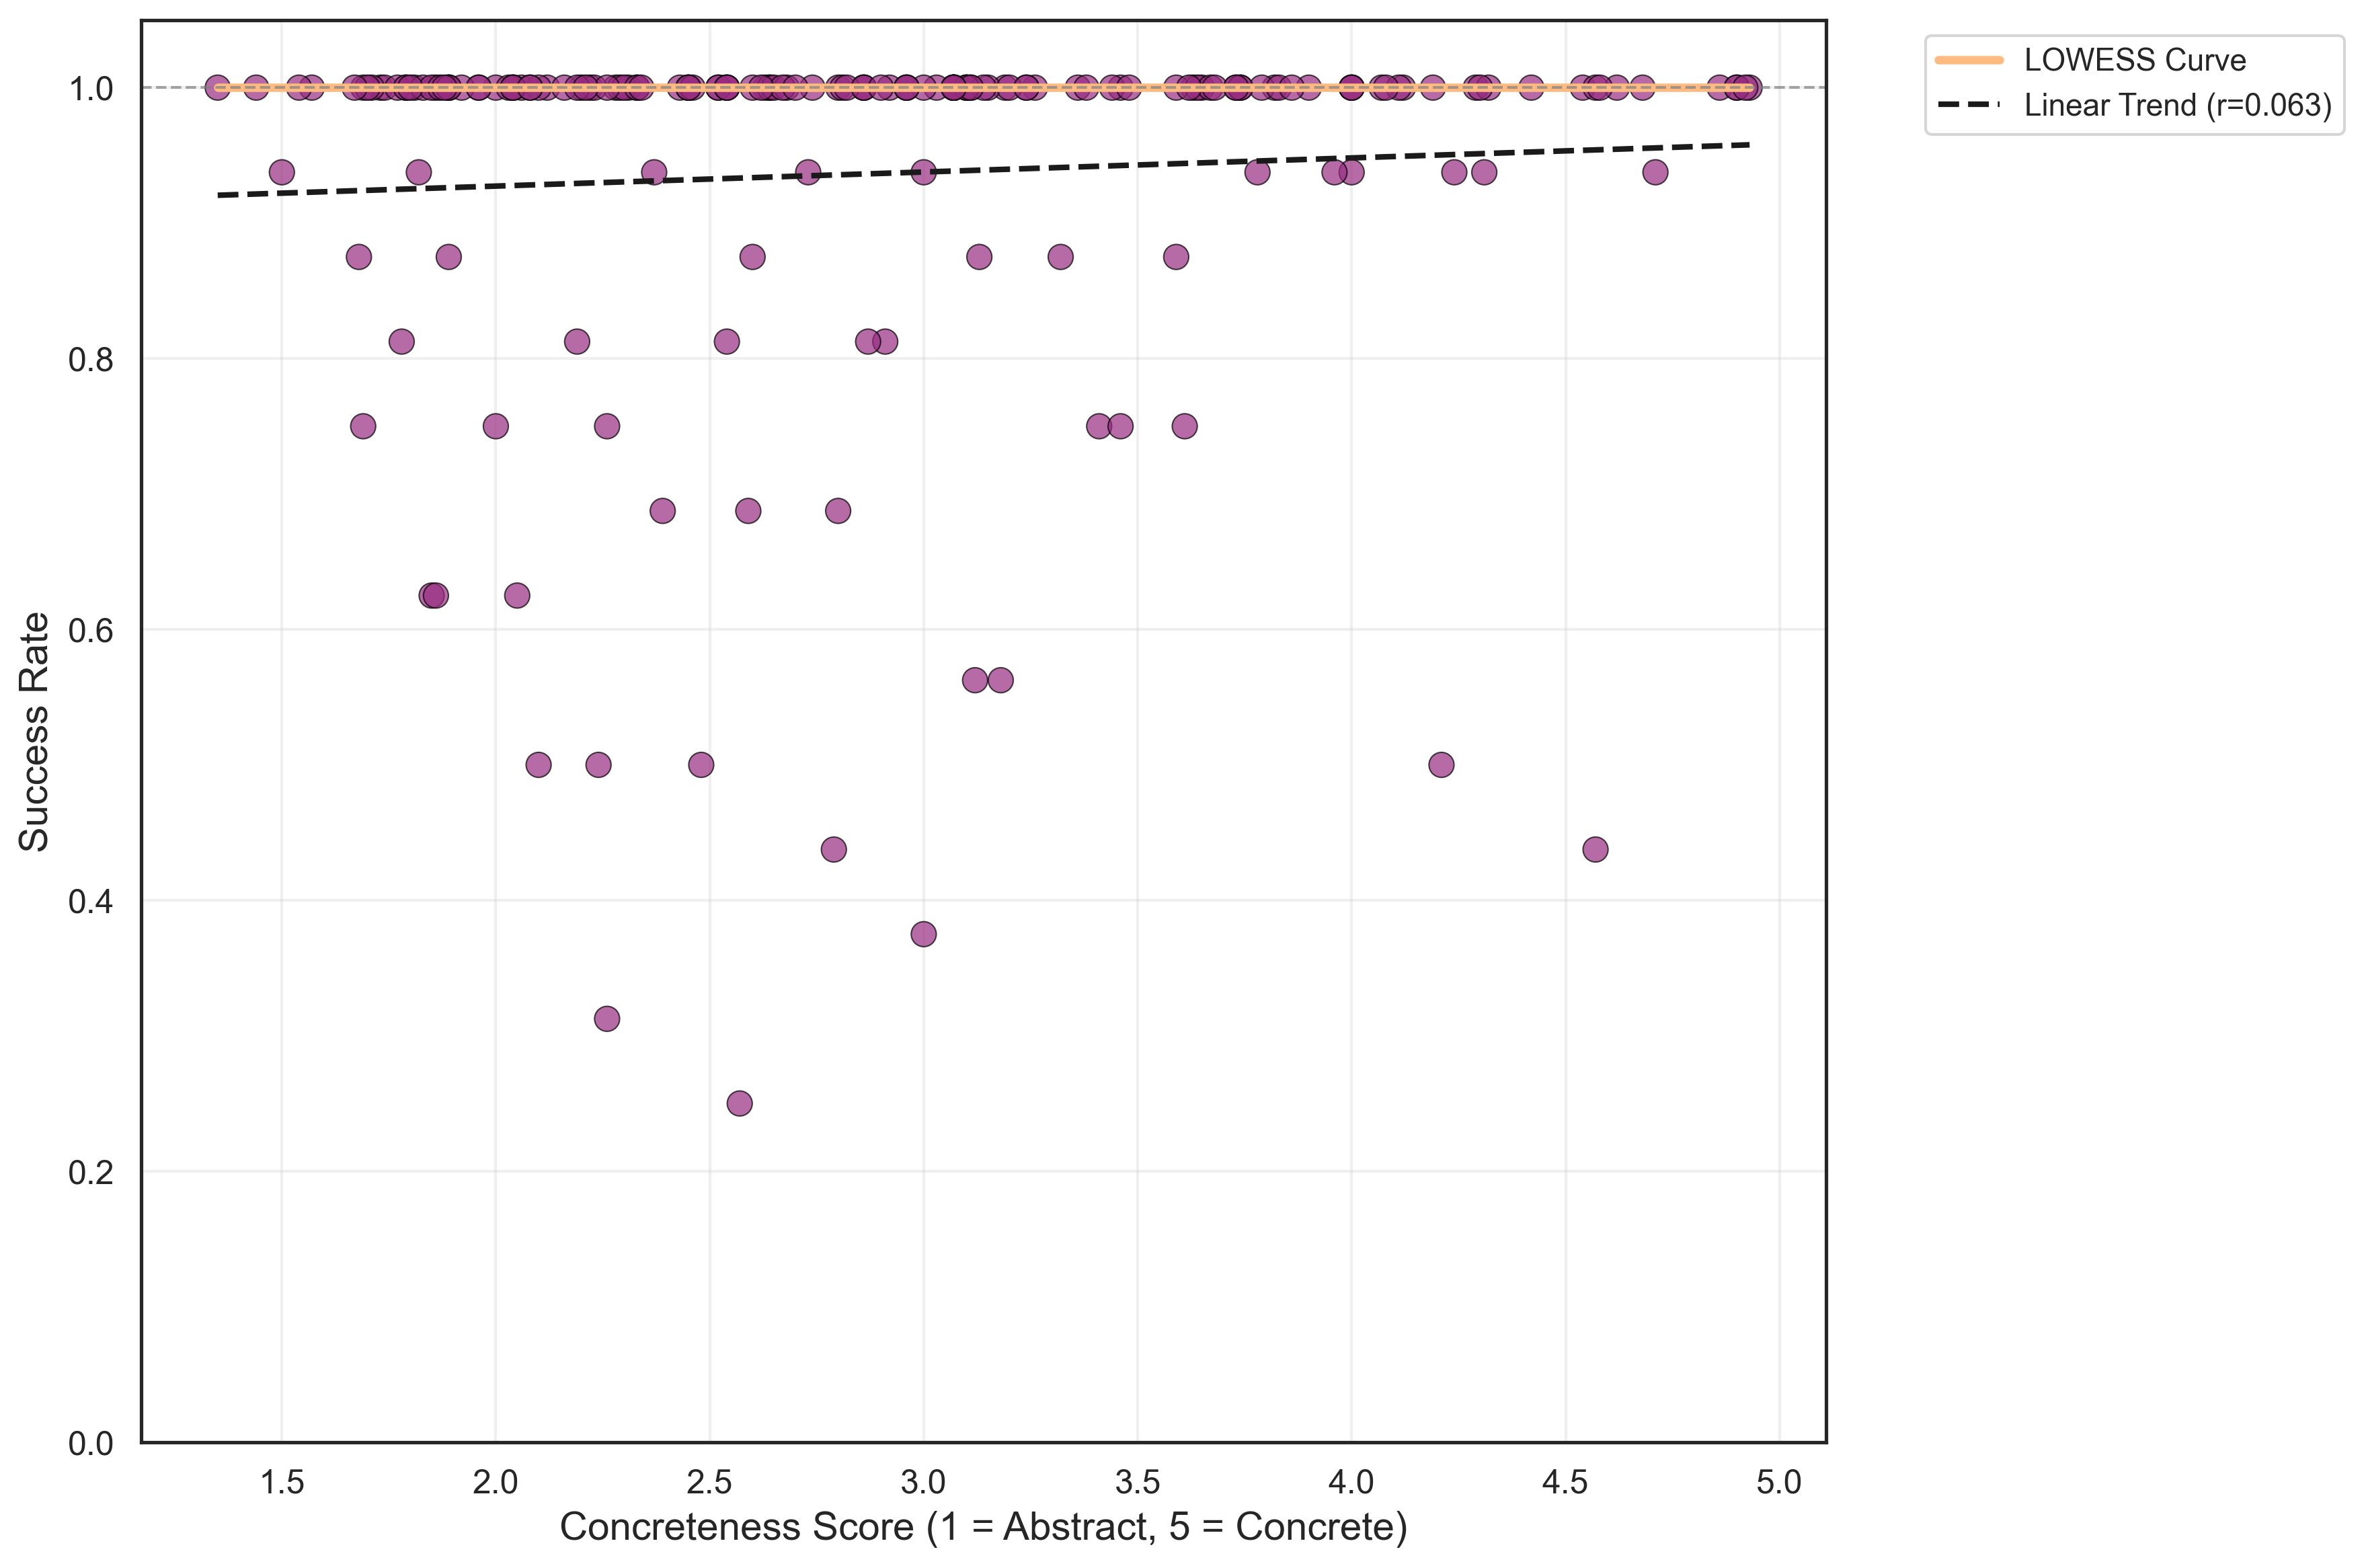 LOWESS Curve
Linear Trend (r=0.063)
Success Rate
1.0
0.8
0.6
0.4
0.2
0.0
1.5 2.0 2.5 3.0 3.5 4.0 4.5 5.0
Concreteness Score (1 = Abstract, 5 = Concrete)